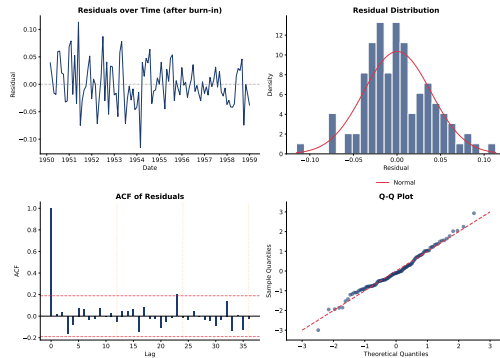 Residuals over Time (after burn-in)
Residual
0.10
0.05
0.00
−0.05
−0.10
1950 1951 1952 1953 1954 1955 1956 1957 1958 1959
Date
Residual Distribution
Density
12
10
8
6
4
2
0
−0.10 −0.05 0.00 0.05 0.10
Residual
Normal
ACF of Residuals
ACF
1.0
0.8
0.6
0.4
0.2
0.0
−0.2
0 5 10 15 20 25 30 35
Lag
Q-Q Plot
Sample Quantiles
3
2
1
0
−1
−2
−3
−3 −2 −1 0 1 2 3
Theoretical Quantiles